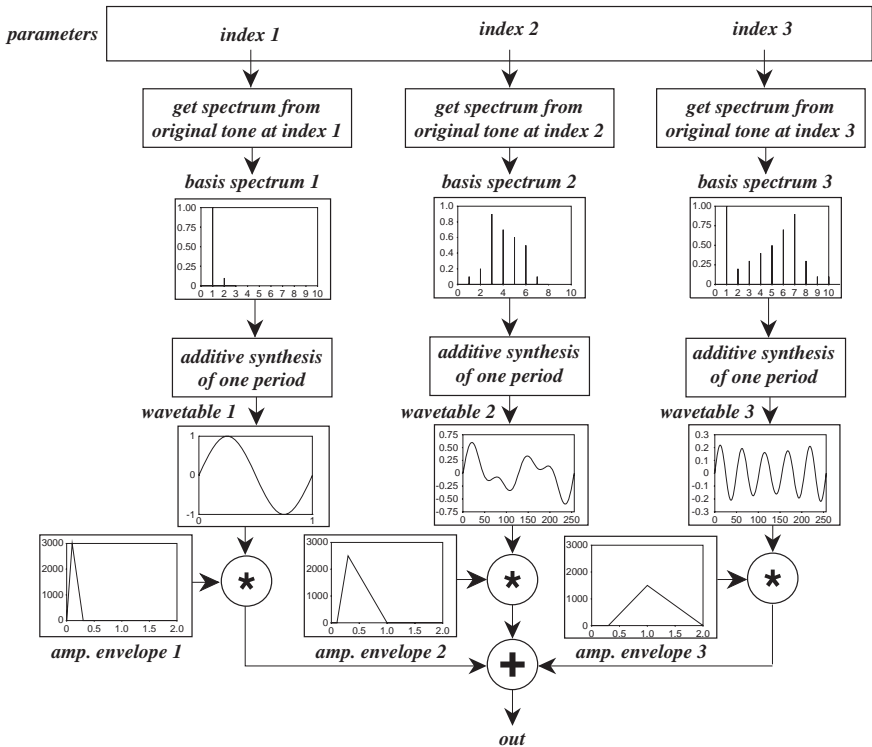 parameters
index 1 index 2 index 3
get spectrum from
original tone at index 1
get spectrum from
original tone at index 2
get spectrum from
original tone at index 3
basis spectrum 1 basis spectrum 2 basis spectrum 3
1.00
0.75
0.50
0.25
0
0 1 2 3 4 5 6 7 8 9 10
1.0
0.8
0.6
0.4
0.2
0
0 2 4 6 8 10
1.00
0.75
0.50
0.25
0
0 1 2 3 4 5 6 7 8 9 10
additive synthesis
of one period
additive synthesis
of one period
additive synthesis
of one period
wavetable 1 wavetable 2 wavetable 3
1
0
-1
0 1
0.75
0.50
0.25
0
-0.25
-0.50
-0.75
0 50 100 150 200 250
0.3
0.2
0.1
0
-0.1
-0.2
-0.3
0 50 100 150 200 250
3000
2000
1000
0
0 0.5 1.0 1.5 2.0
*
3000
2000
1000
0
0 0.5 1.0 1.5 2.0
*
3000
2000
1000
0
0 0.5 1.0 1.5 2.0
*
amp. envelope 1 amp. envelope 2 amp. envelope 3
+
out